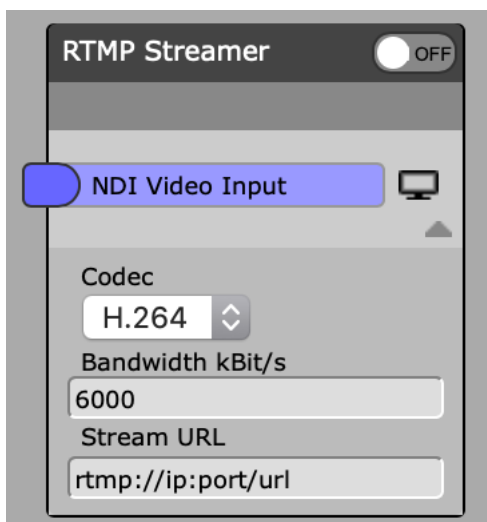 RTMP Streamer OFF
NDI Video Input
Codec
H.264
Bandwidth kBit/s
6000
Stream URL
rtmp://ip:port/url